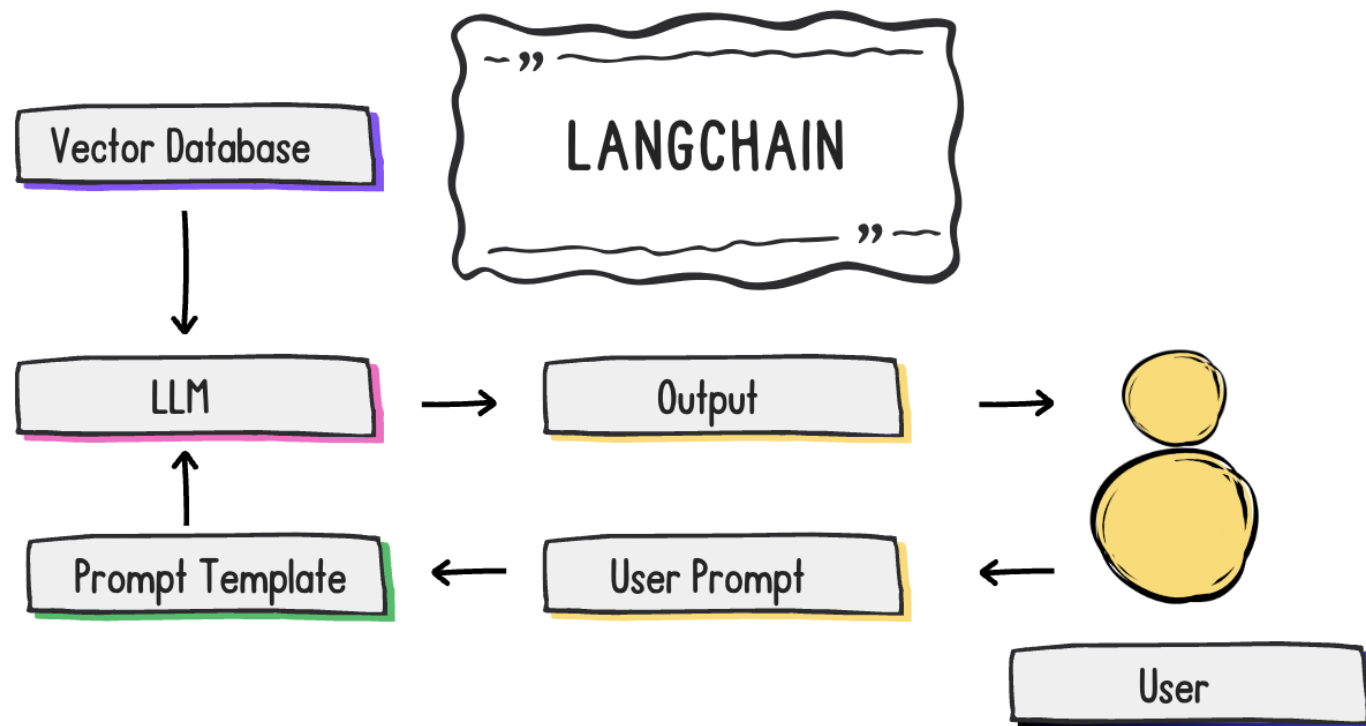 LANGCHAIN
Vector Database
LLM
Output
Prompt Template
User Prompt
User